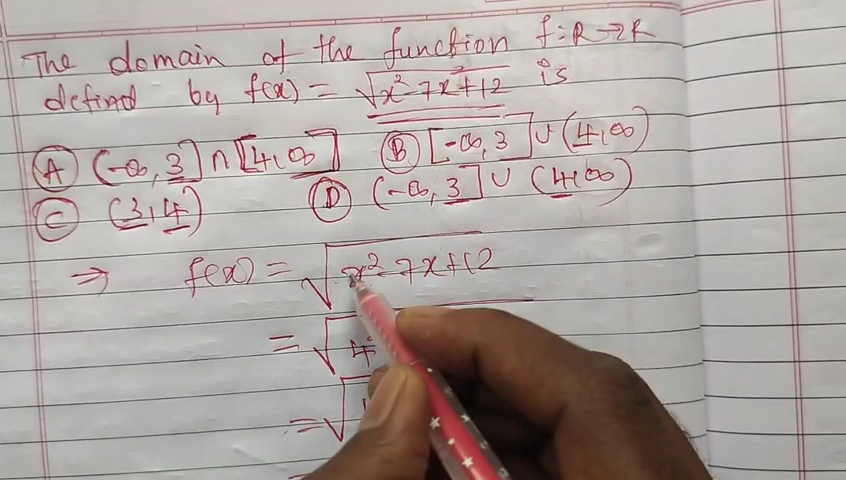 The domain of the function f:R→R
defind by f(x) = √x²-7x+12 is
(A) (-∞, 3] ∩ [4, ∞] (B) [-∞, 3] ∪ (4, ∞)
(C) (3, 4) (D) (-∞, 3] ∪ (4, ∞)
⇒ f(x) = √x²-7x+12
= √4
= √